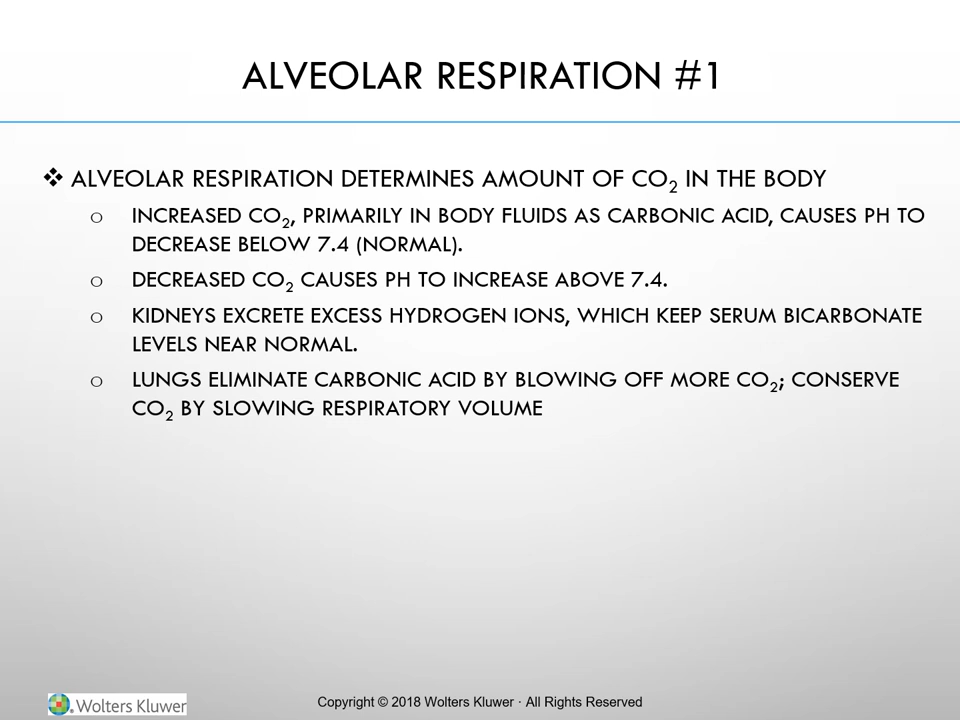 ALVEOLAR RESPIRATION #1
❖ ALVEOLAR RESPIRATION DETERMINES AMOUNT OF CO₂ IN THE BODY
o INCREASED CO₂, PRIMARILY IN BODY FLUIDS AS CARBONIC ACID, CAUSES PH TO
DECREASE BELOW 7.4 (NORMAL).
o DECREASED CO₂ CAUSES PH TO INCREASE ABOVE 7.4.
o KIDNEYS EXCRETE EXCESS HYDROGEN IONS, WHICH KEEP SERUM BICARBONATE
LEVELS NEAR NORMAL.
o LUNGS ELIMINATE CARBONIC ACID BY BLOWING OFF MORE CO₂; CONSERVE
CO₂ BY SLOWING RESPIRATORY VOLUME
Wolters Kluwer
Copyright © 2018 Wolters Kluwer · All Rights Reserved